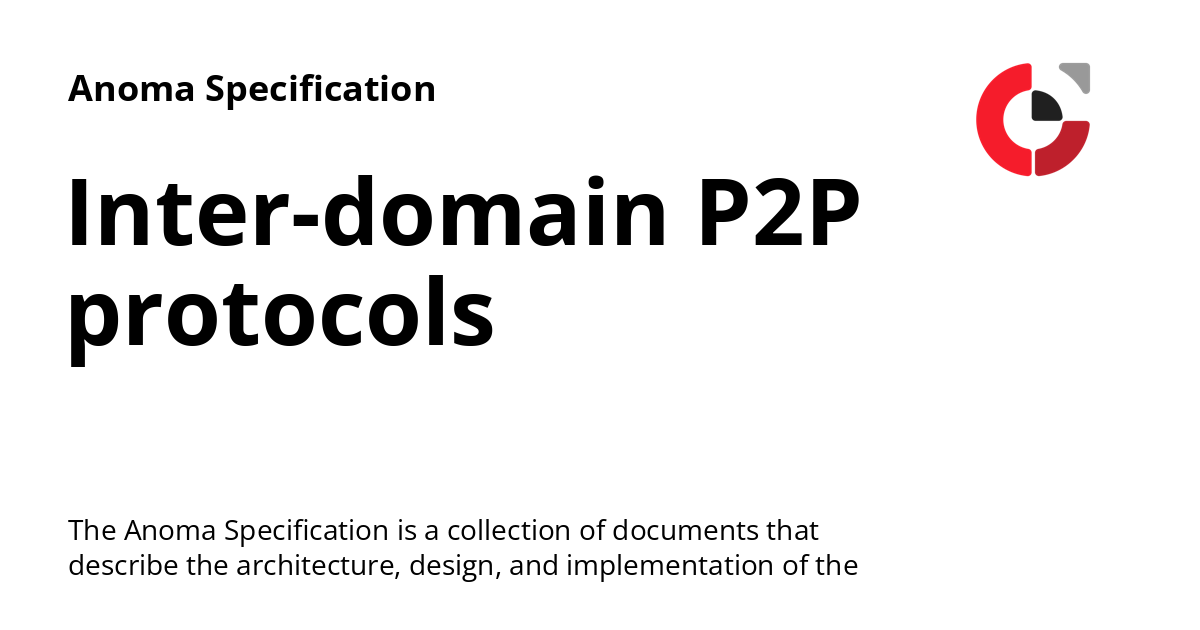 Anoma Specification
Inter-domain P2P
protocols
The Anoma Specification is a collection of documents that
describe the architecture, design, and implementation of the